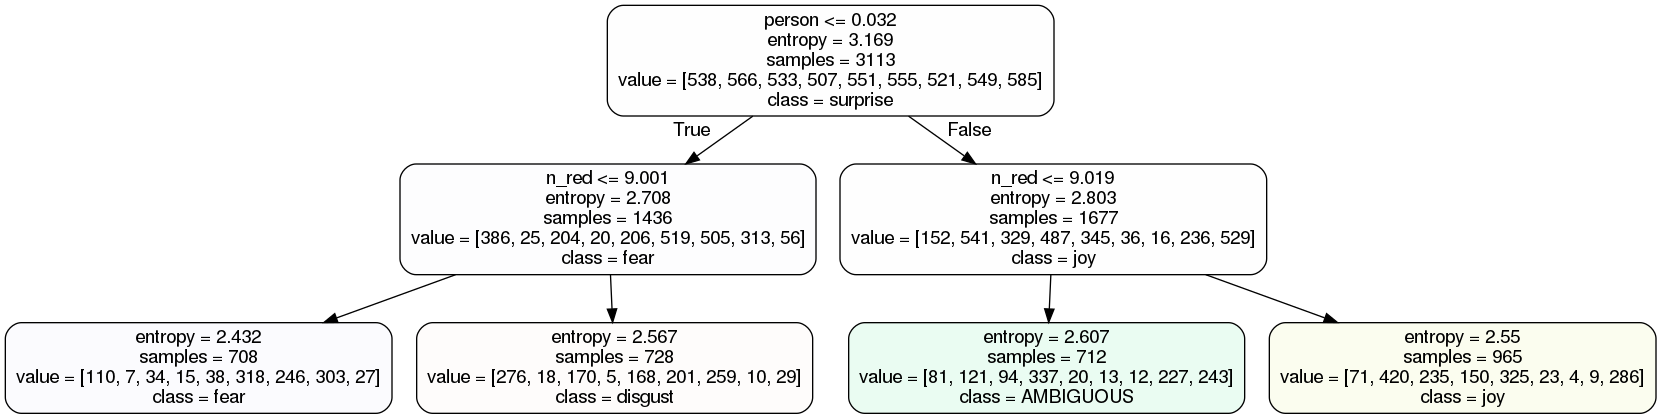 person <= 0.032
entropy = 3.169
samples = 3113
value = [538, 566, 533, 507, 551, 555, 521, 549, 585]
class = surprise
True
False
n_red <= 9.001
entropy = 2.708
samples = 1436
value = [386, 25, 204, 20, 206, 519, 505, 313, 56]
class = fear
n_red <= 9.019
entropy = 2.803
samples = 1677
value = [152, 541, 329, 487, 345, 36, 16, 236, 529]
class = joy
entropy = 2.432
samples = 708
value = [110, 7, 34, 15, 38, 318, 246, 303, 27]
class = fear
entropy = 2.567
samples = 728
value = [276, 18, 170, 5, 168, 201, 259, 10, 29]
class = disgust
entropy = 2.607
samples = 712
value = [81, 121, 94, 337, 20, 13, 12, 227, 243]
class = AMBIGUOUS
entropy = 2.55
samples = 965
value = [71, 420, 235, 150, 325, 23, 4, 9, 286]
class = joy